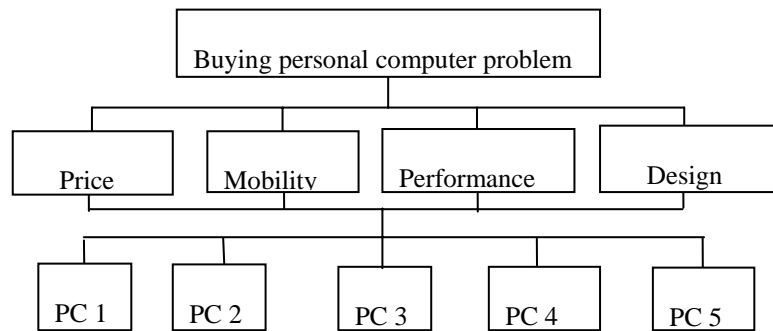 Buying personal computer problem
Price
Mobility
Performance
Design
PC 1
PC 2
PC 3
PC 4
PC 5